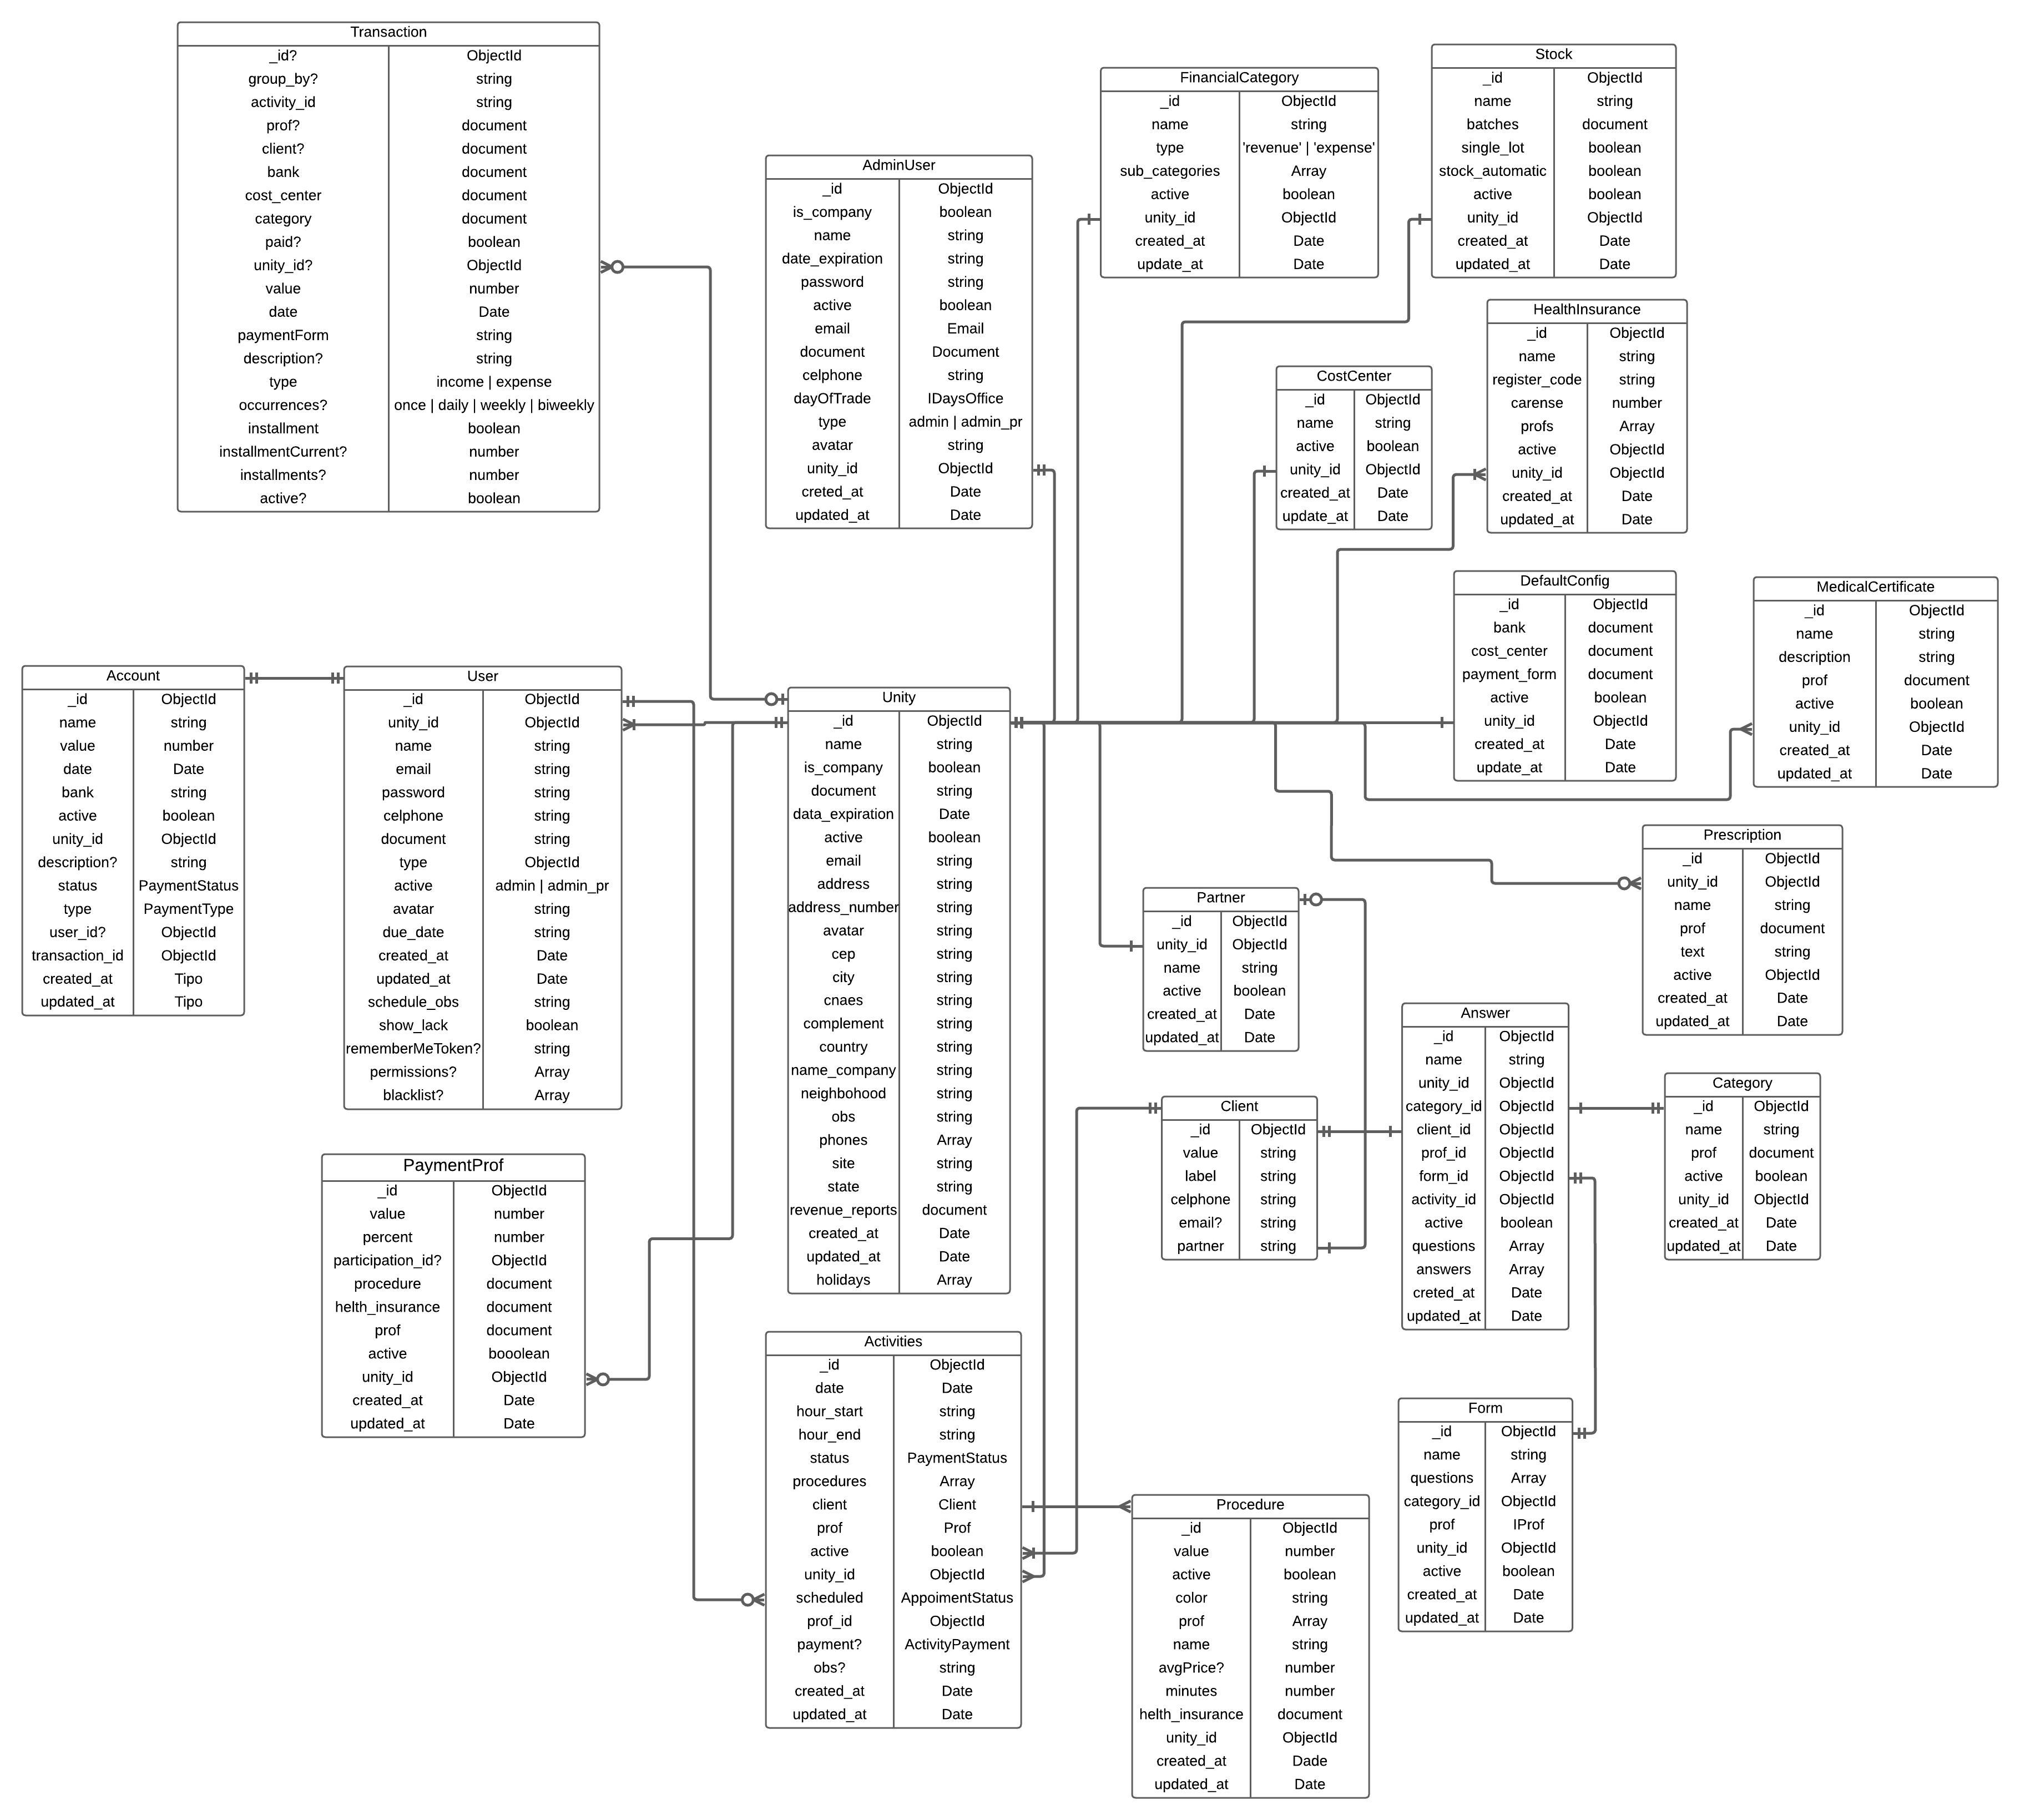 Transaction
_id? ObjectId
group_by? string
activity_id string
prof? document
client? document
bank document
cost_center document
category document
paid? boolean
unity_id? ObjectId
value number
date Date
paymentForm string
description? string
type income | expense
occurrences? once | daily | weekly | biweekly
installment boolean
installmentCurrent? number
installments? number
active? boolean
AdminUser
_id ObjectId
is_company boolean
name string
date_expiration string
password string
active boolean
email Email
document Document
celphone string
dayOfTrade IDaysOffice
type admin | admin_pr
avatar string
unity_id ObjectId
creted_at Date
updated_at Date
FinancialCategory
_id ObjectId
name string
type 'revenue' | 'expense'
sub_categories Array
active boolean
unity_id ObjectId
created_at Date
update_at Date
Stock
_id ObjectId
name string
batches document
single_lot boolean
stock_automatic boolean
active boolean
unity_id ObjectId
created_at Date
updated_at Date
HealthInsurance
_id ObjectId
name string
register_code string
carense number
profs Array
active ObjectId
unity_id ObjectId
created_at Date
updated_at Date
CostCenter
_id ObjectId
name string
active boolean
unity_id ObjectId
created_at Date
update_at Date
DefaultConfig
_id ObjectId
bank document
cost_center document
payment_form document
active boolean
unity_id ObjectId
created_at Date
update_at Date
MedicalCertificate
_id ObjectId
name string
description string
prof document
active boolean
unity_id ObjectId
created_at Date
updated_at Date
Account
_id ObjectId
name string
value number
date Date
bank string
active boolean
unity_id ObjectId
description? string
status PaymentStatus
type PaymentType
user_id? ObjectId
transaction_id ObjectId
created_at Tipo
updated_at Tipo
User
_id ObjectId
unity_id ObjectId
name string
email string
password string
celphone string
document string
type ObjectId
active admin | admin_pr
avatar string
due_date string
created_at Date
updated_at Date
schedule_obs string
show_lack boolean
rememberMeToken? string
permissions? Array
blacklist? Array
Unity
_id ObjectId
name string
is_company boolean
document string
data_expiration Date
active boolean
email string
address string
address_number string
avatar string
cep string
city string
cnaes string
complement string
country string
name_company string
neighbohood string
obs string
phones Array
site string
state string
revenue_reports document
created_at Date
updated_at Date
holidays Array
Prescription
_id ObjectId
unity_id ObjectId
name string
prof document
text string
active ObjectId
created_at Date
updated_at Date
Partner
_id ObjectId
unity_id ObjectId
name string
active boolean
created_at Date
updated_at Date
Answer
_id ObjectId
name string
unity_id ObjectId
category_id ObjectId
client_id ObjectId
prof_id ObjectId
form_id ObjectId
activity_id ObjectId
active boolean
questions Array
answers Array
creted_at Date
updated_at Date
Category
_id ObjectId
name string
prof document
active boolean
unity_id ObjectId
created_at Date
updated_at Date
Client
_id ObjectId
value string
label string
celphone string
email? string
partner string
PaymentProf
_id ObjectId
value number
percent number
participation_id? ObjectId
procedure document
helth_insurance document
prof document
active booolean
unity_id ObjectId
created_at Date
updated_at Date
Activities
_id ObjectId
date Date
hour_start string
hour_end string
status PaymentStatus
procedures Array
client Client
prof Prof
active boolean
unity_id ObjectId
scheduled AppoimentStatus
prof_id ObjectId
payment? ActivityPayment
obs? string
created_at Date
updated_at Date
Form
_id ObjectId
name string
questions Array
category_id ObjectId
prof IProf
unity_id ObjectId
active boolean
created_at Date
updated_at Date
Procedure
_id ObjectId
value number
active boolean
color string
prof Array
name string
avgPrice? number
minutes number
helth_insurance document
unity_id ObjectId
created_at Dade
updated_at Date